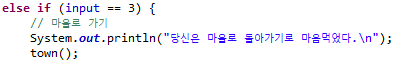 else if (input == 3) {
// 마을로 가기
System.out.println("당신은 마을로 돌아가기로 마음먹었다.\n");
town();